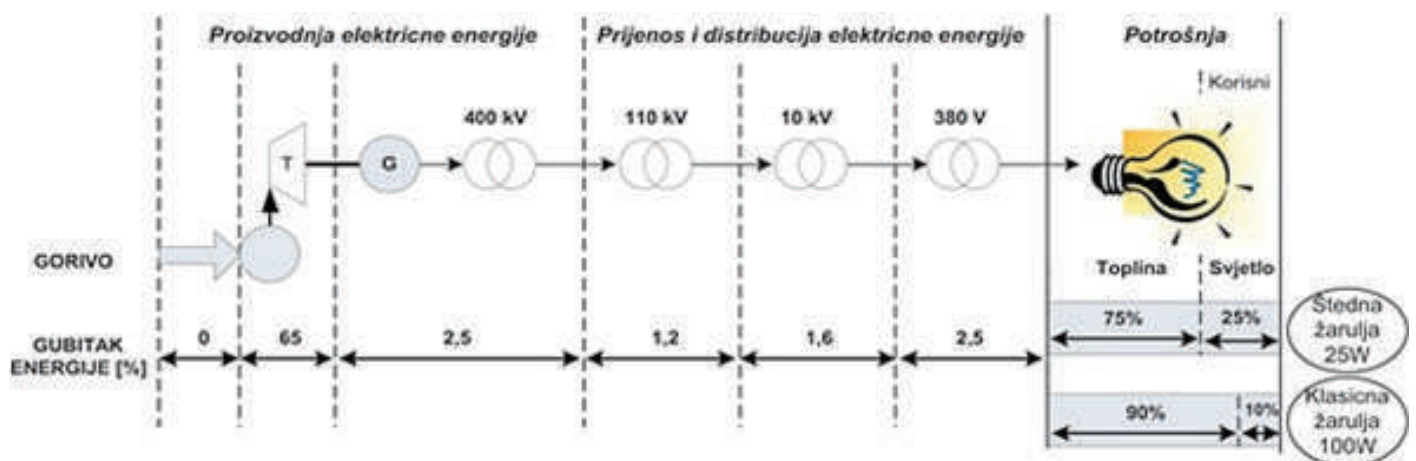 Proizvodnja elektricne energije
Prijenos i distribucija elektricne energije
Potrošnja
Korisni
400 kV
110 kV
10 kV
380 V
T
G
GORIVO
Toplina
Svjetlo
GUBITAK
ENERGIJE [%]
0
65
2,5
1,2
1,6
2,5
75%
25%
Štedna
žarulja
25W
90%
10%
Klasicna
žarulja
100W